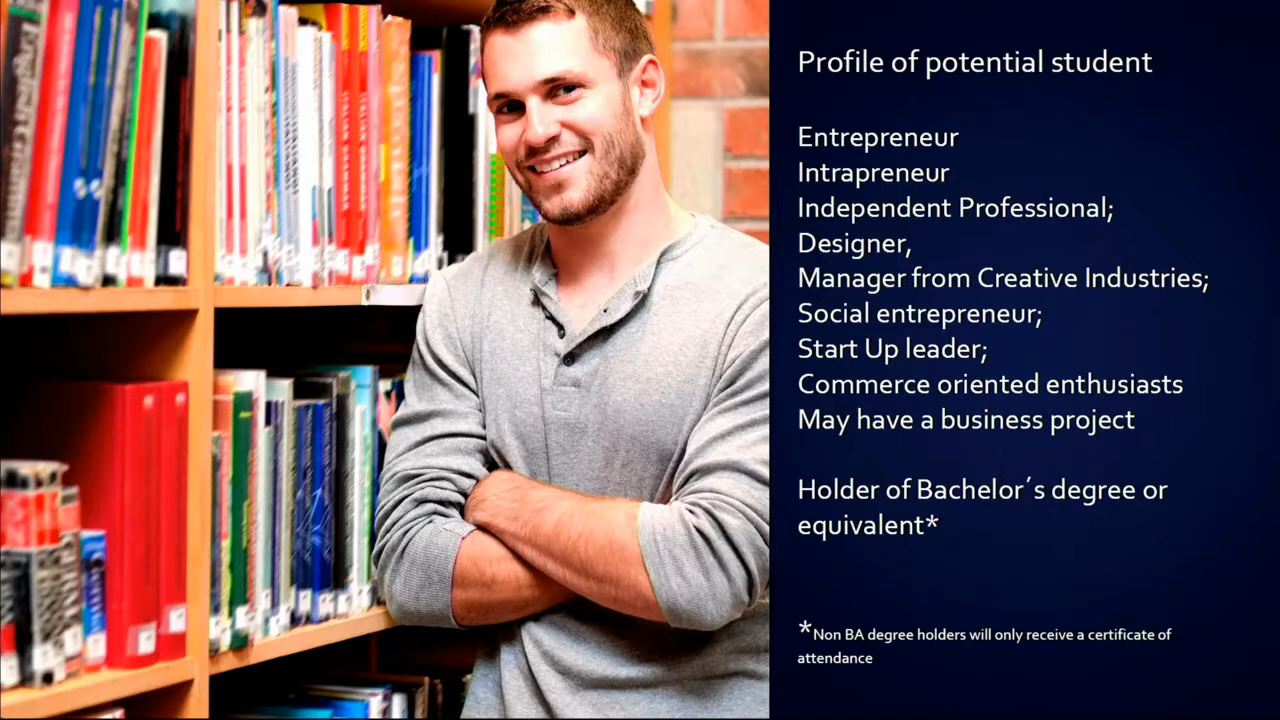 Profile of potential student
Entrepreneur
Intrapreneur
Independent Professional;
Designer,
Manager from Creative Industries;
Social entrepreneur;
Start Up leader;
Commerce oriented enthusiasts
May have a business project
Holder of Bachelor´s degree or
equivalent*
*Non BA degree holders will only receive a certificate of
attendance